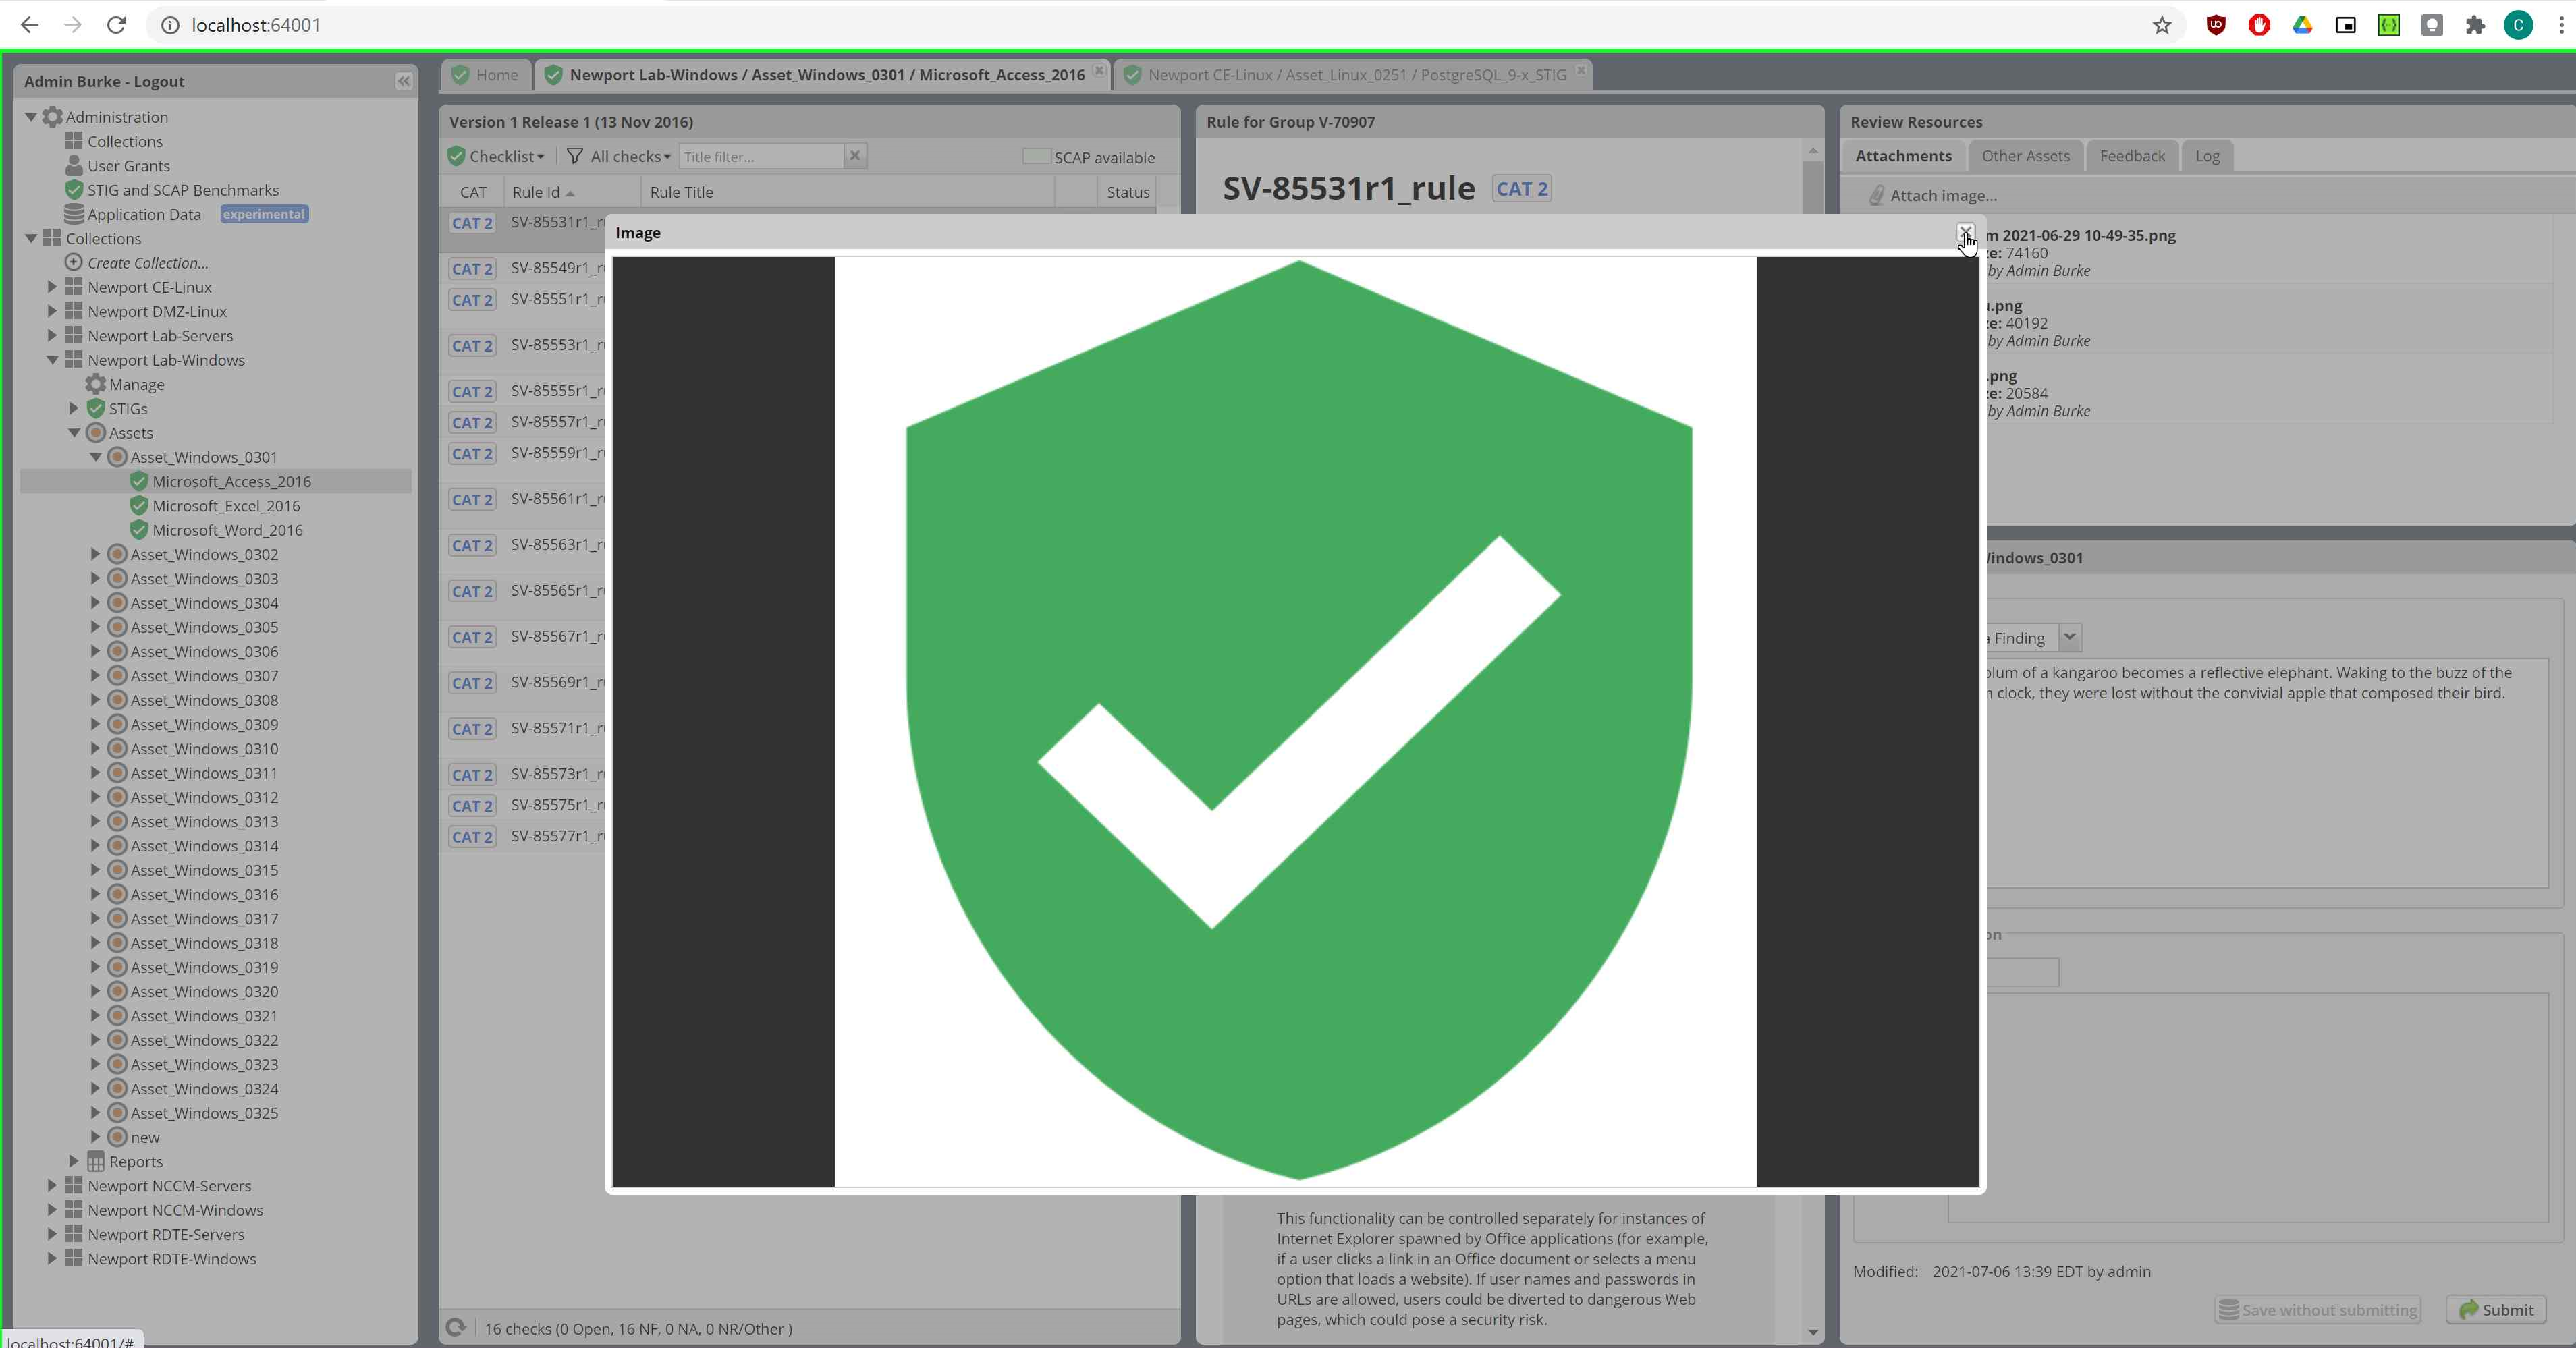 localhost:64001
C
Admin Burke - Logout
Administration
Collections
User Grants
STIG and SCAP Benchmarks
Application Data experimental
Collections
Create Collection...
Newport CE-Linux
Newport DMZ-Linux
Newport Lab-Servers
Newport Lab-Windows
Manage
STIGs
Assets
Asset_Windows_0301
Microsoft_Access_2016
Microsoft_Excel_2016
Microsoft_Word_2016
Asset_Windows_0302
Asset_Windows_0303
Asset_Windows_0304
Asset_Windows_0305
Asset_Windows_0306
Asset_Windows_0307
Asset_Windows_0308
Asset_Windows_0309
Asset_Windows_0310
Asset_Windows_0311
Asset_Windows_0312
Asset_Windows_0313
Asset_Windows_0314
Asset_Windows_0315
Asset_Windows_0316
Asset_Windows_0317
Asset_Windows_0318
Asset_Windows_0319
Asset_Windows_0320
Asset_Windows_0321
Asset_Windows_0322
Asset_Windows_0323
Asset_Windows_0324
Asset_Windows_0325
new
Reports
Newport NCCM-Servers
Newport NCCM-Windows
Newport RDTE-Servers
Newport RDTE-Windows
localhost:64001/#
Home
Newport Lab-Windows / Asset_Windows_0301 / Microsoft_Access_2016
Newport CE-Linux / Asset_Linux_0251 / PostgreSQL_9-x_STIG
Version 1 Release 1 (13 Nov 2016)
Checklist All checks Title filter... SCAP available
CAT Rule Id Rule Title Status
CAT 2 SV-85531r1_r
CAT 2 SV-85549r1_r
CAT 2 SV-85551r1_r
CAT 2 SV-85553r1_r
CAT 2 SV-85555r1_r
CAT 2 SV-85557r1_r
CAT 2 SV-85559r1_r
CAT 2 SV-85561r1_r
CAT 2 SV-85563r1_r
CAT 2 SV-85565r1_r
CAT 2 SV-85567r1_r
CAT 2 SV-85569r1_r
CAT 2 SV-85571r1_r
CAT 2 SV-85573r1_r
CAT 2 SV-85575r1_r
CAT 2 SV-85577r1_r
16 checks (0 Open, 16 NF, 0 NA, 0 NR/Other )
Image
Rule for Group V-70907
SV-85531r1_rule CAT 2
This functionality can be controlled separately for instances of
Internet Explorer spawned by Office applications (for example,
if a user clicks a link in an Office document or selects a menu
option that loads a website). If user names and passwords in
URLs are allowed, users could be diverted to dangerous Web
pages, which could pose a security risk.
Review Resources
Attachments Other Assets Feedback Log
Attach image...
m 2021-06-29 10-49-35.png
ze: 74160
by Admin Burke
.png
ze: 40192
by Admin Burke
.png
ze: 20584
by Admin Burke
Windows_0301
a Finding
olum of a kangaroo becomes a reflective elephant. Waking to the buzz of the
clock, they were lost without the convivial apple that composed their bird.
on
Modified: 2021-07-06 13:39 EDT by admin
Save without submitting Submit